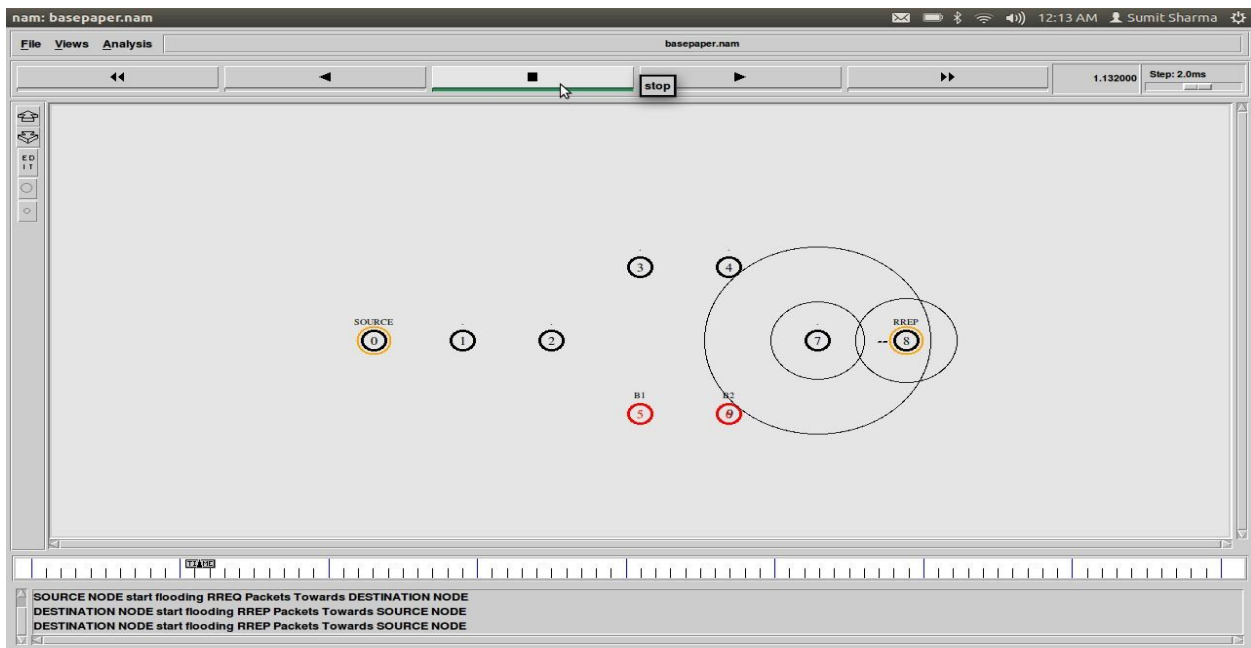 nam: basepaper.nam
12:13 AM Sumit Sharma
File Views Analysis
basepaper.nam
stop
1.132000
Step: 2.0ms
ED
IT
3
4
SOURCE
0
1
2
7
RREP
8
B1
5
B2
TIME
SOURCE NODE start flooding RREQ Packets Towards DESTINATION NODE
DESTINATION NODE start flooding RREP Packets Towards SOURCE NODE
DESTINATION NODE start flooding RREP Packets Towards SOURCE NODE